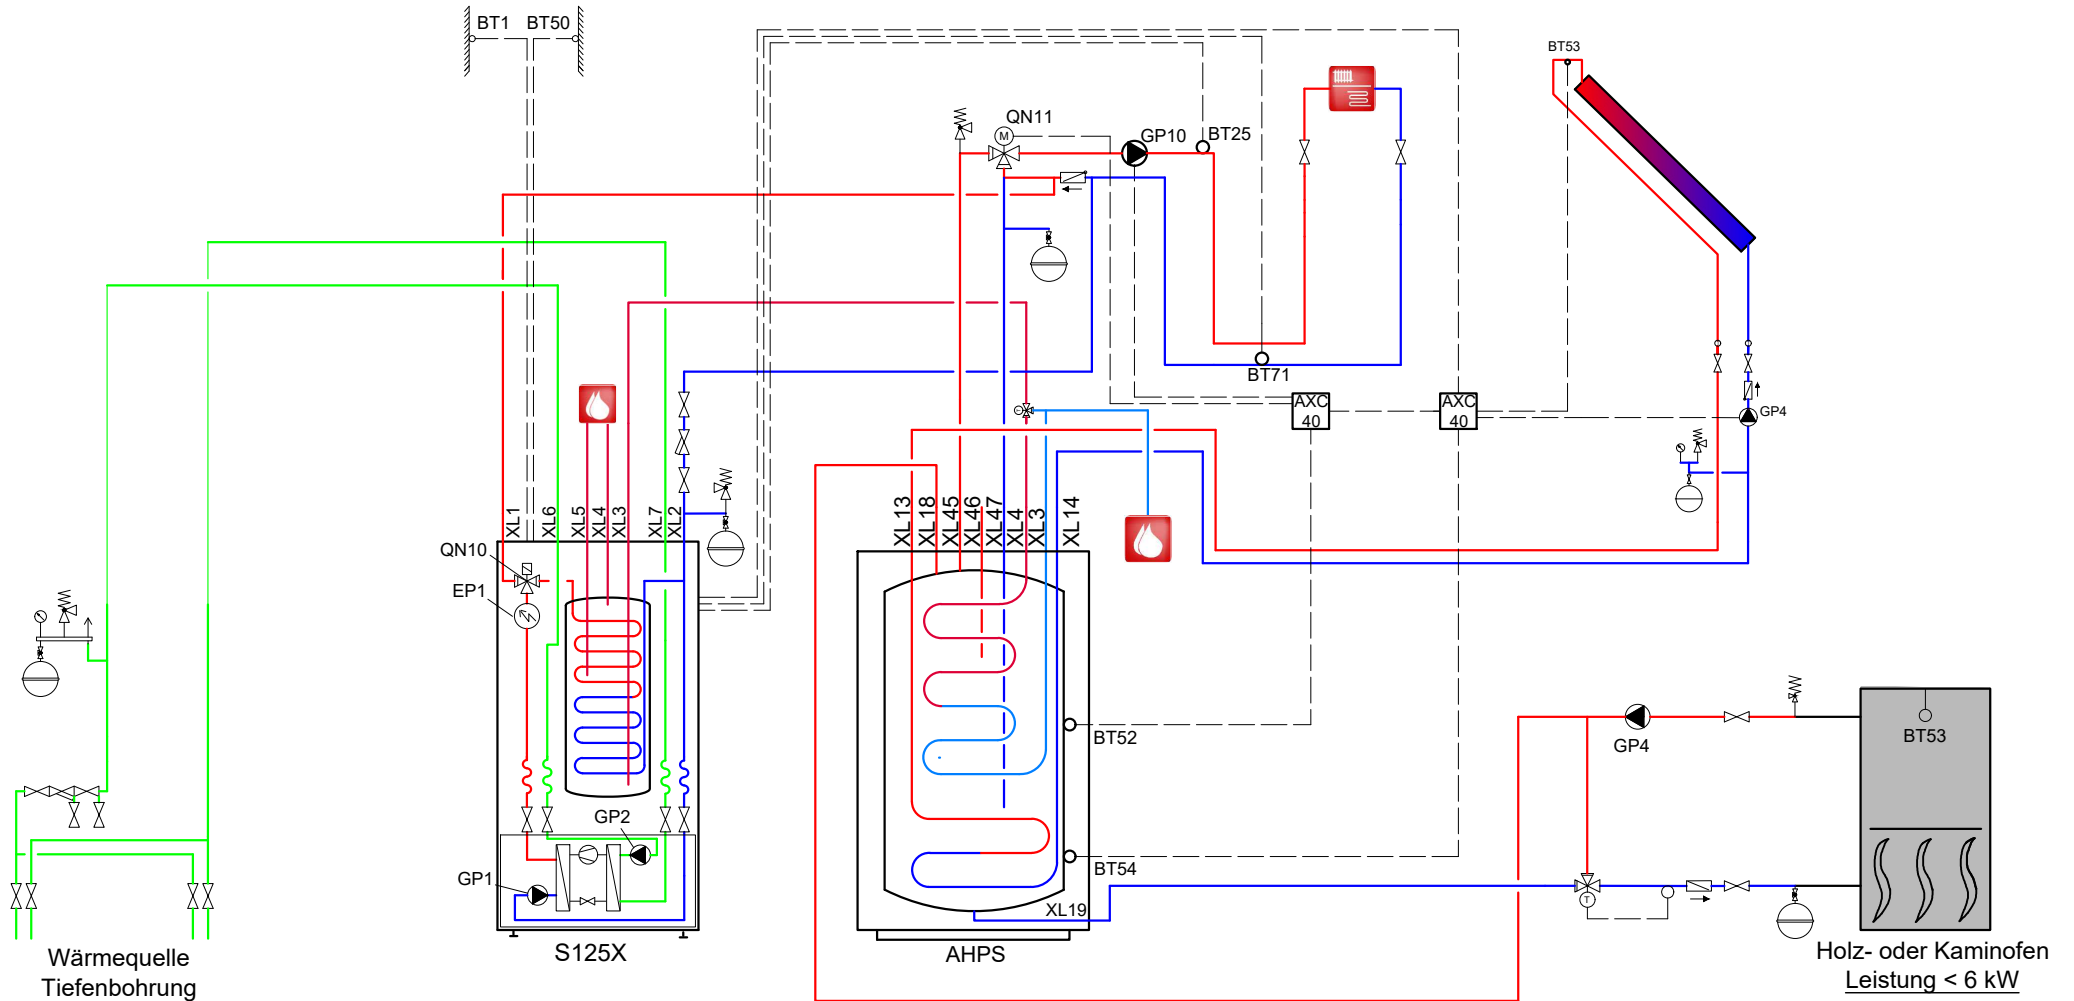 BT1
BT50
BT53
QN11
GP10
BT25
M
BT71
AXC
40
AXC
40
GP4
XL1
XL6
XL5
XL4
XL3
XL7
XL2
XL13
XL18
XL45
XL46
XL47
XL4
XL3
XL14
QN10
EP1
BT52
GP4
BT53
GP2
GP1
BT54
XL19
T
S125X
AHPS
Wärmequelle
Tiefenbohrung
Holz- oder Kaminofen
Leistung < 6 kW